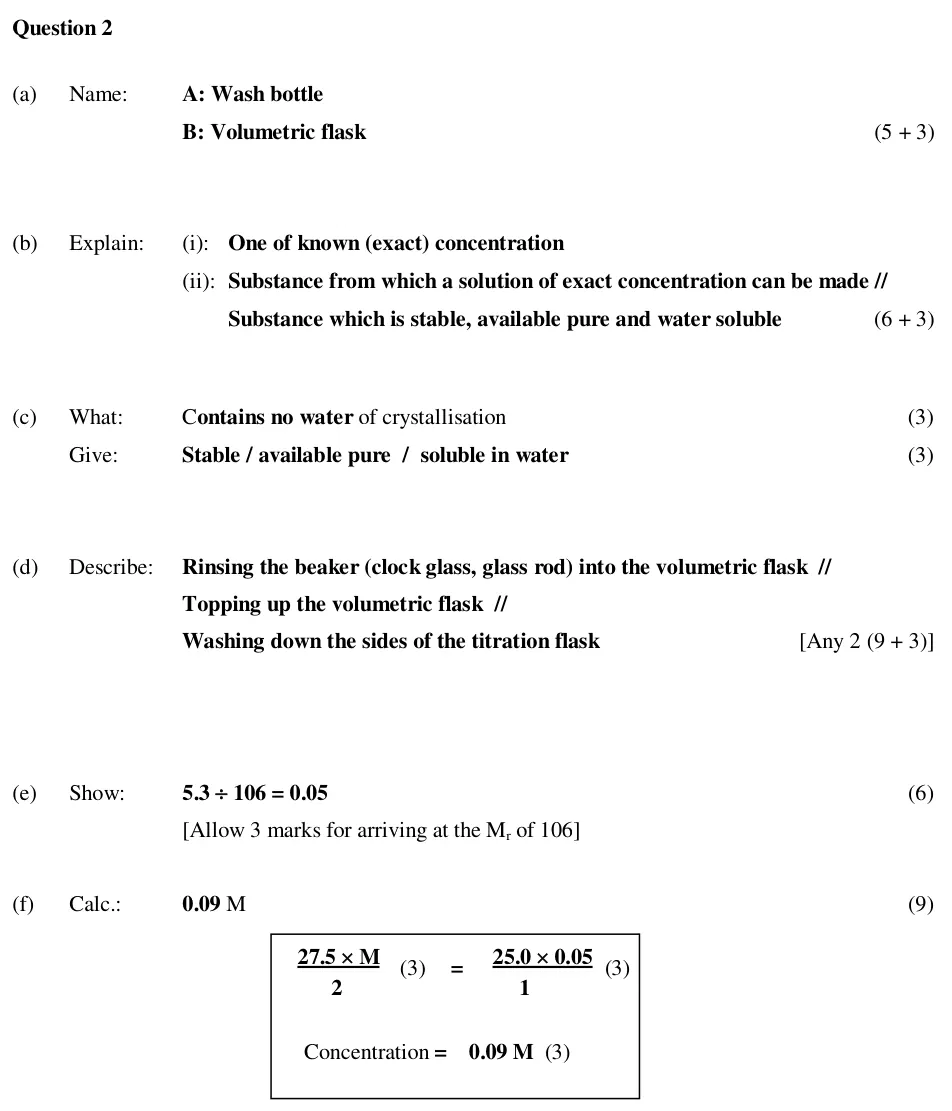 Question 2
(a) Name: A: Wash bottle
B: Volumetric flask (5 + 3)
(b) Explain: (i): One of known (exact) concentration
(ii): Substance from which a solution of exact concentration can be made //
Substance which is stable, available pure and water soluble (6 + 3)
(c) What: Contains no water of crystallisation (3)
Give: Stable / available pure / soluble in water (3)
(d) Describe: Rinsing the beaker (clock glass, glass rod) into the volumetric flask //
Topping up the volumetric flask //
Washing down the sides of the titration flask [Any 2 (9 + 3)]
(e) Show: 5.3 ÷ 106 = 0.05 (6)
[Allow 3 marks for arriving at the Mr of 106]
(f) Calc.: 0.09 M (9)
27.5 × M (3) = 25.0 × 0.05 (3)
2 1
Concentration = 0.09 M (3)